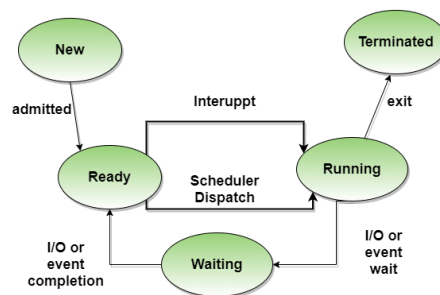 New
Terminated
admitted
Interuppt
exit
Ready
Scheduler
Dispatch
Running
I/O or
event
completion
Waiting
I/O or
event
wait